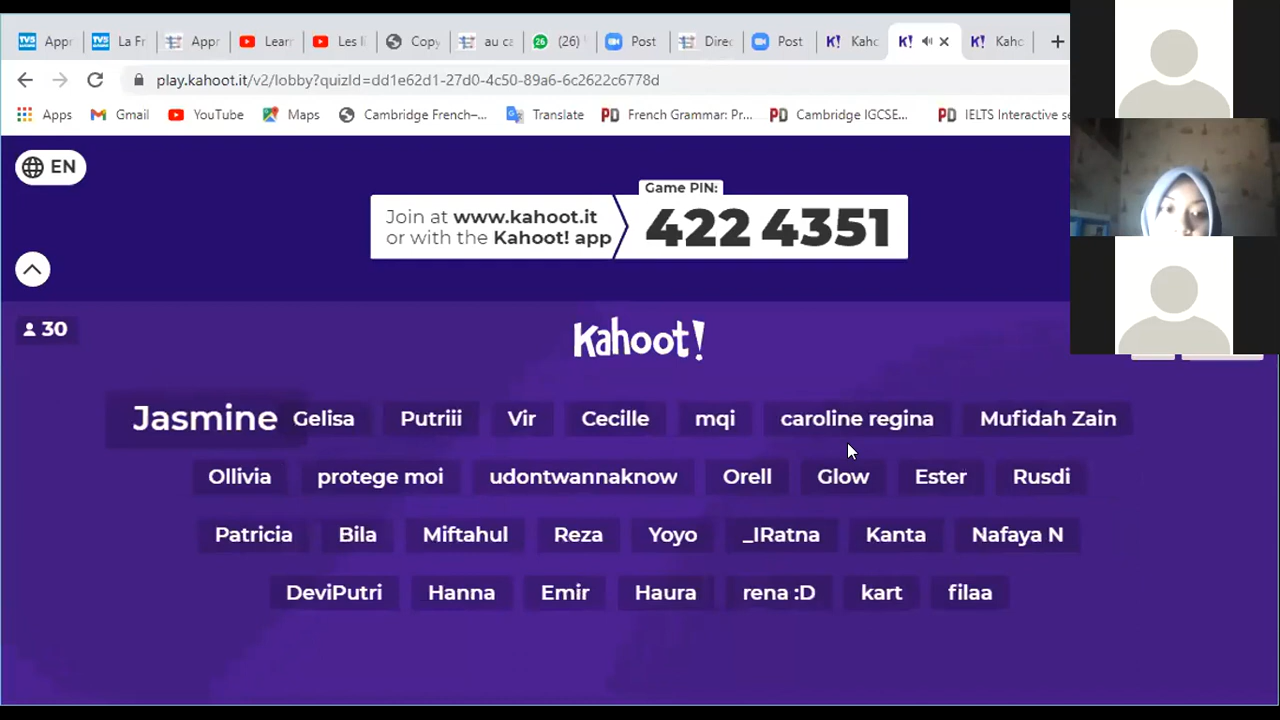 Appr La Fr Appr Lear Les l Copy au ca (26) Post Direc Post Kaho K! Kaho
play.kahoot.it/v2/lobby?quizId=dd1e62d1-27d0-4c50-89a6-6c2622c6778d
Apps Gmail YouTube Maps Cambridge French–... Translate French Grammar: Pr... Cambridge IGCSE... IELTS Interactive se
EN
Game PIN:
Join at www.kahoot.it
or with the Kahoot! app
422 4351
30
Kahoot!
Jasmine Gelisa Putriii Vir Cecille mqi caroline regina Mufidah Zain
Ollivia protege moi udontwannaknow Orell Glow Ester Rusdi
Patricia Bila Miftahul Reza Yoyo _IRatna Kanta Nafaya N
DeviPutri Hanna Emir Haura rena :D kart filaa